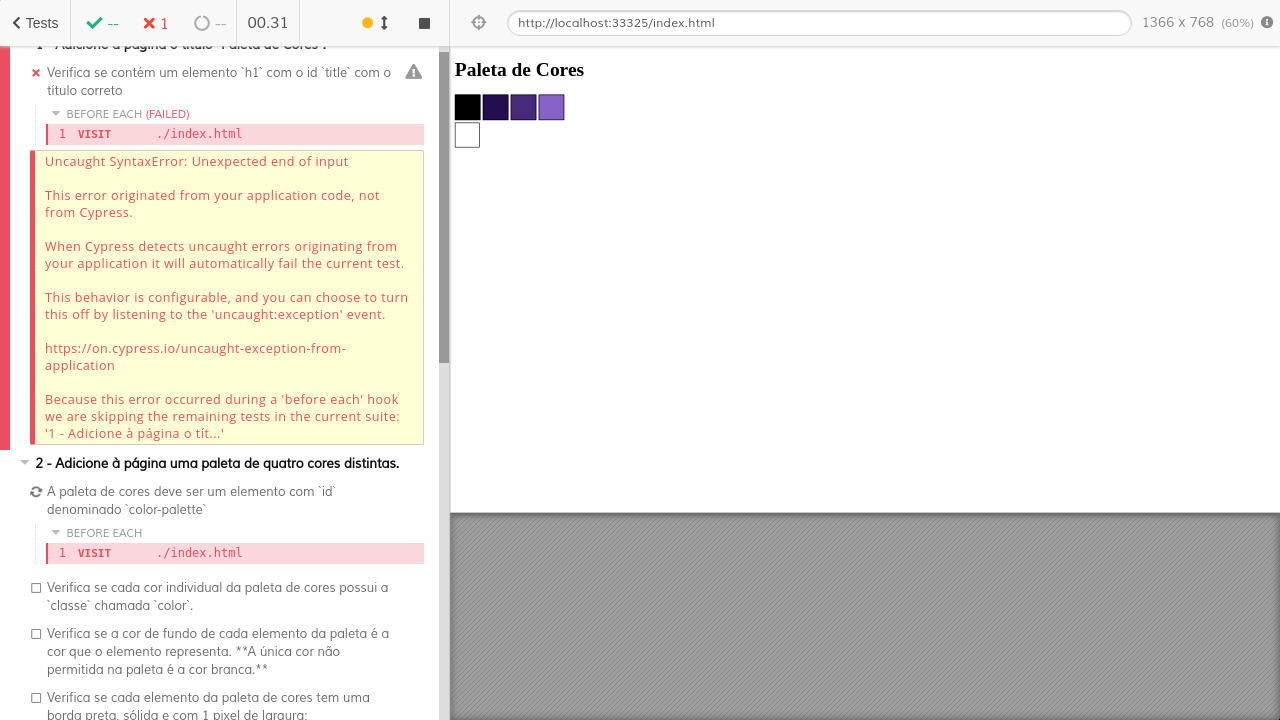 Tests -- 1 -- 00.31
http://localhost:33325/index.html 1366 x 768 (60%)
1 - Adicione à página o título "Paleta de Cores".
Verifica se contém um elemento `h1` com o id `title` com o
título correto
BEFORE EACH (FAILED)
1 VISIT ./index.html
Uncaught SyntaxError: Unexpected end of input
This error originated from your application code, not
from Cypress.
When Cypress detects uncaught errors originating from
your application it will automatically fail the current test.
This behavior is configurable, and you can choose to turn
this off by listening to the 'uncaught:exception' event.
https://on.cypress.io/uncaught-exception-from-
application
Because this error occurred during a 'before each' hook
we are skipping the remaining tests in the current suite:
'1 - Adicione à página o tít...'
2 - Adicione à página uma paleta de quatro cores distintas.
A paleta de cores deve ser um elemento com `id`
denominado `color-palette`
BEFORE EACH
1 VISIT ./index.html
Verifica se cada cor individual da paleta de cores possui a
`classe` chamada `color`.
Verifica se a cor de fundo de cada elemento da paleta é a
cor que o elemento representa. **A única cor não
permitida na paleta é a cor branca.**
Verifica se cada elemento da paleta de cores tem uma
borda preta, sólida e com 1 pixel de largura;
Paleta de Cores